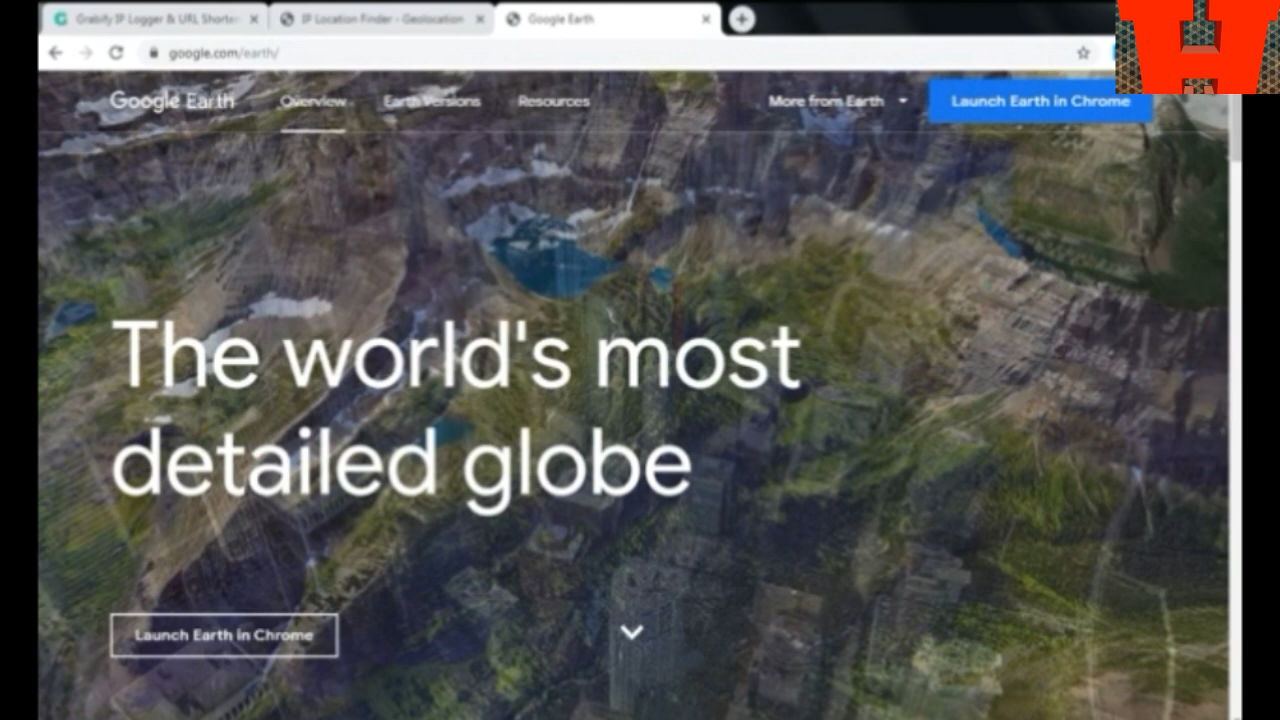 Grabify IP Logger & URL Shorte
IP Location Finder - Geolocation
Google Earth
google.com/earth/
Google Earth
Overview
Earth Versions
Resources
More from Earth
Launch Earth in Chrome
The world's most
detailed globe
Launch Earth in Chrome
H